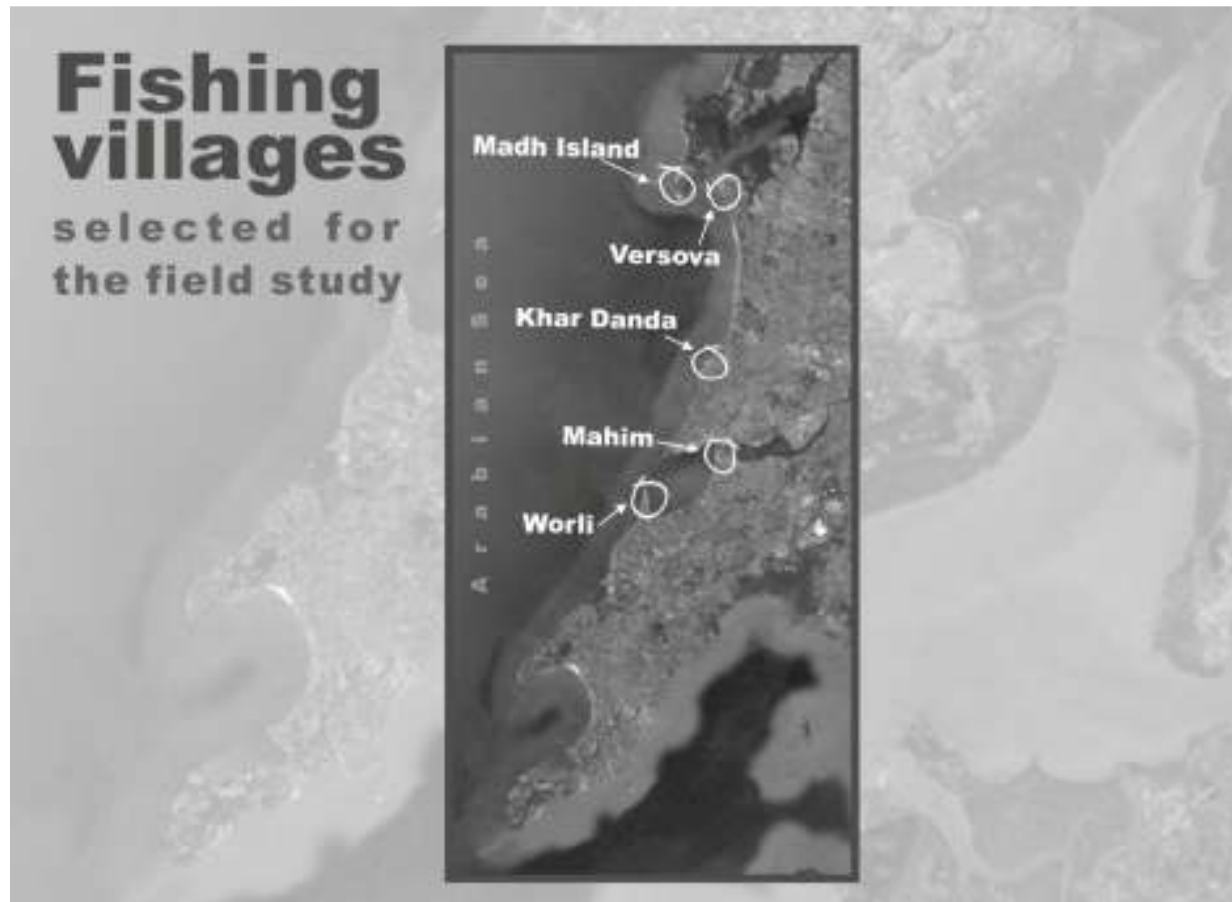 Fishing
villages
selected for
the field study
Madh Island
Versova
Khar Danda
Mahim
Worli
Arabian Sea